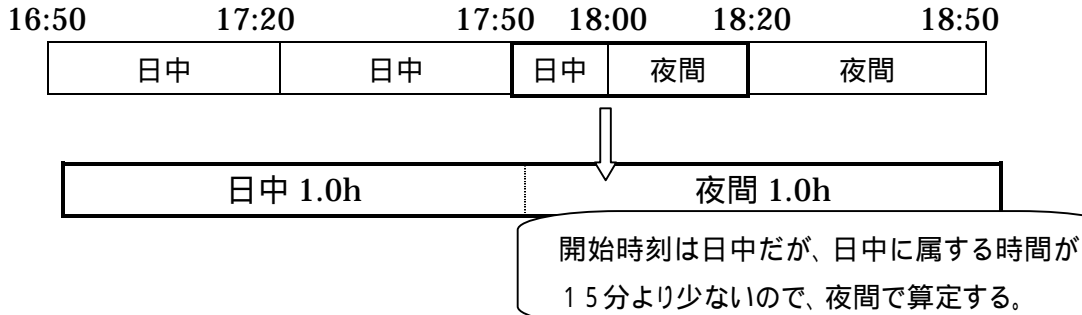 16:50 17:20 17:50 18:00 18:20 18:50
日中 日中 日中 夜間 夜間
日中 1.0h 夜間 1.0h
開始時刻は日中だが、日中に属する時間が
15分より少ないので、夜間で算定する。